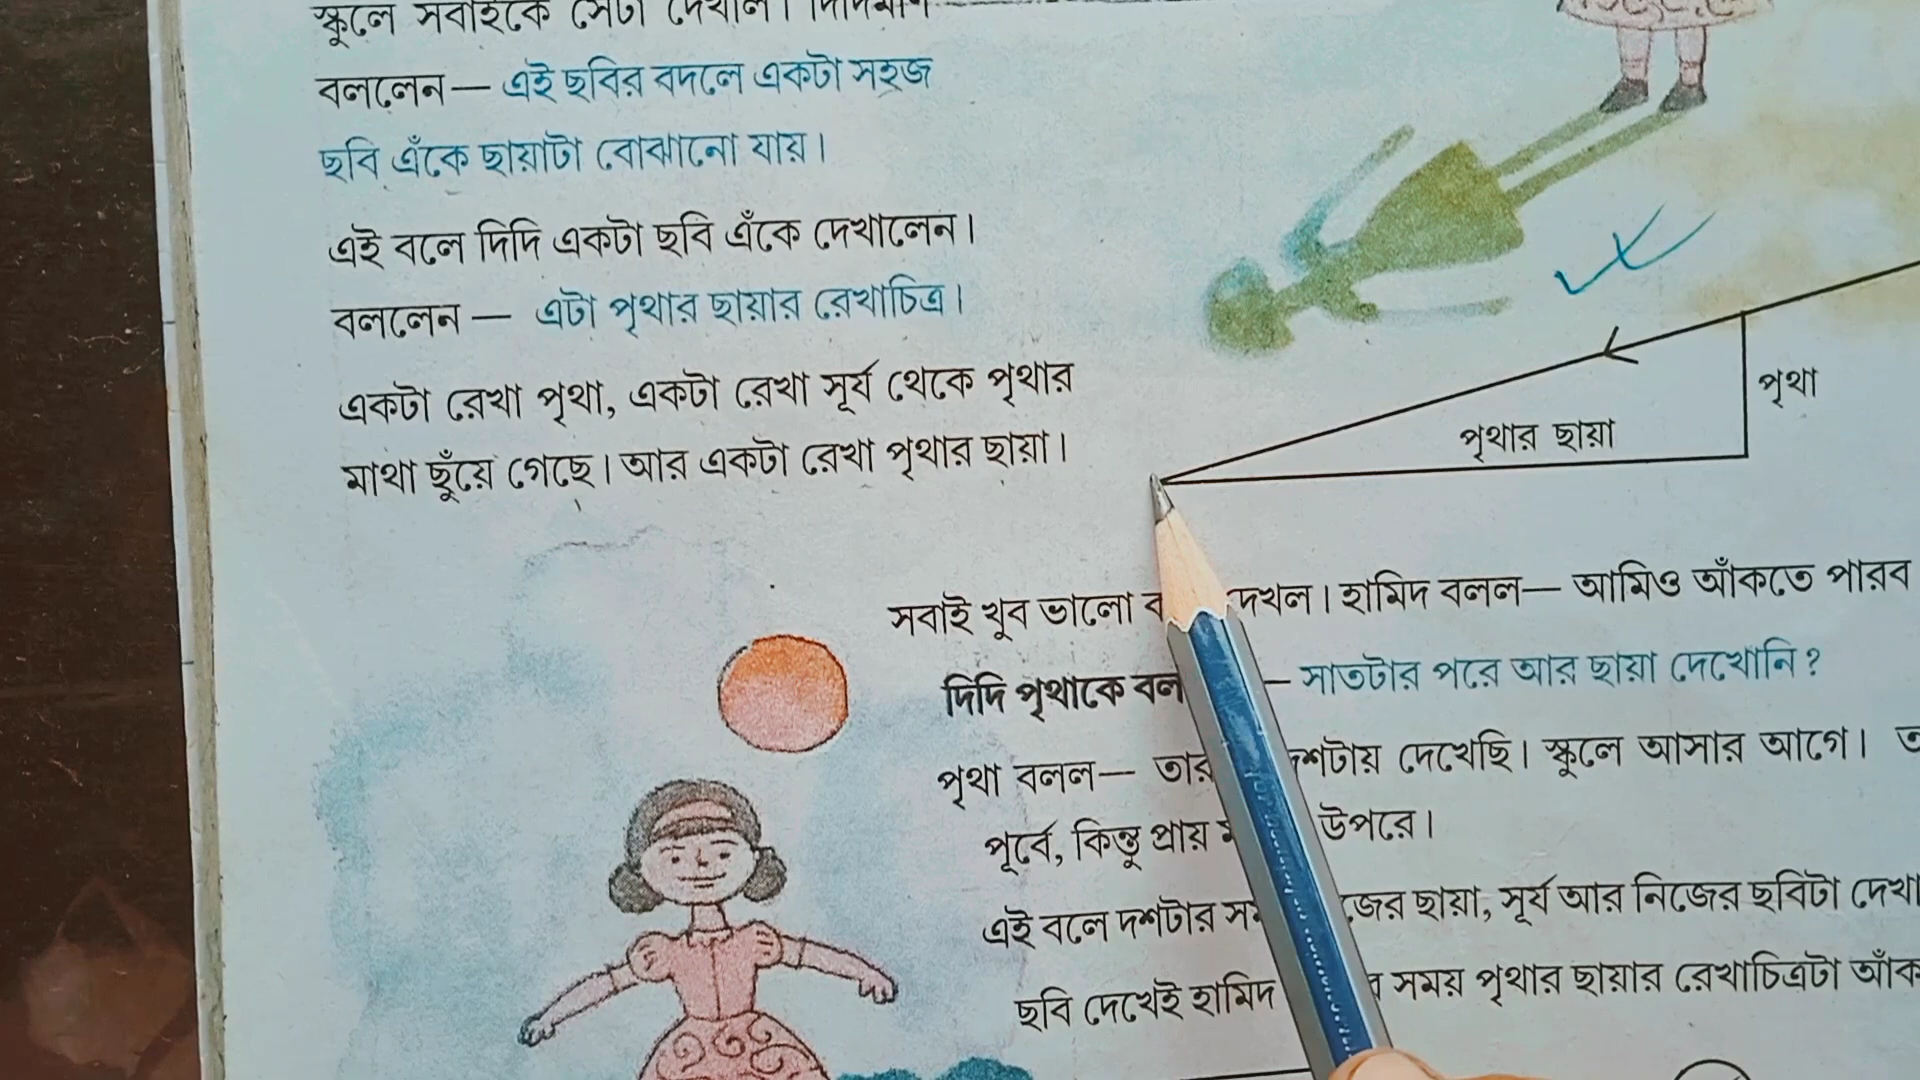 স্কুলে সবাইকে সেটা দেখাল। দিদিমণি
বললেন — এই ছবির বদলে একটা সহজ
ছবি এঁকে ছায়াটা বোঝানো যায়।
এই বলে দিদি একটা ছবি এঁকে দেখালেন।
বললেন — এটা পৃথার ছায়ার রেখাচিত্র।
একটা রেখা পৃথা, একটা রেখা সূর্য থেকে পৃথার
মাথা ছুঁয়ে গেছে। আর একটা রেখা পৃথার ছায়া।
পৃথা
পৃথার ছায়া
সবাই খুব ভালো দেখল। হামিদ বলল— আমিও আঁকতে পারব
দিদি পৃথাকে — সাতটার পরে আর ছায়া দেখোনি?
পৃথা বলল— দশটায় দেখেছি। স্কুলে আসার আগে।
পূর্বে, কিন্তু প্রায় উপরে।
এই বলে দশটার ছায়া, সূর্য আর নিজের ছবিটা
ছবি দেখেই হামিদ সময় পৃথার ছায়ার রেখাচিত্রটা